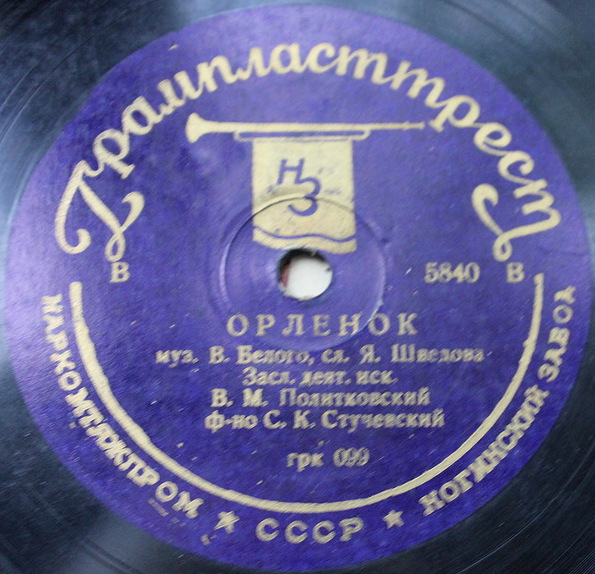 Грампласттрест
НЗ
В 5840 В
ОРЛЕНОК
муз. В. Белого, сл. Я. Шведова
Засл. деят. иск.
В. М. Политковский
ф-но С. К. Стучевский
грк 099
НАРКОМТЯЖПРОМ ★ СССР ★ НОГИНСКИЙ ЗАВОД